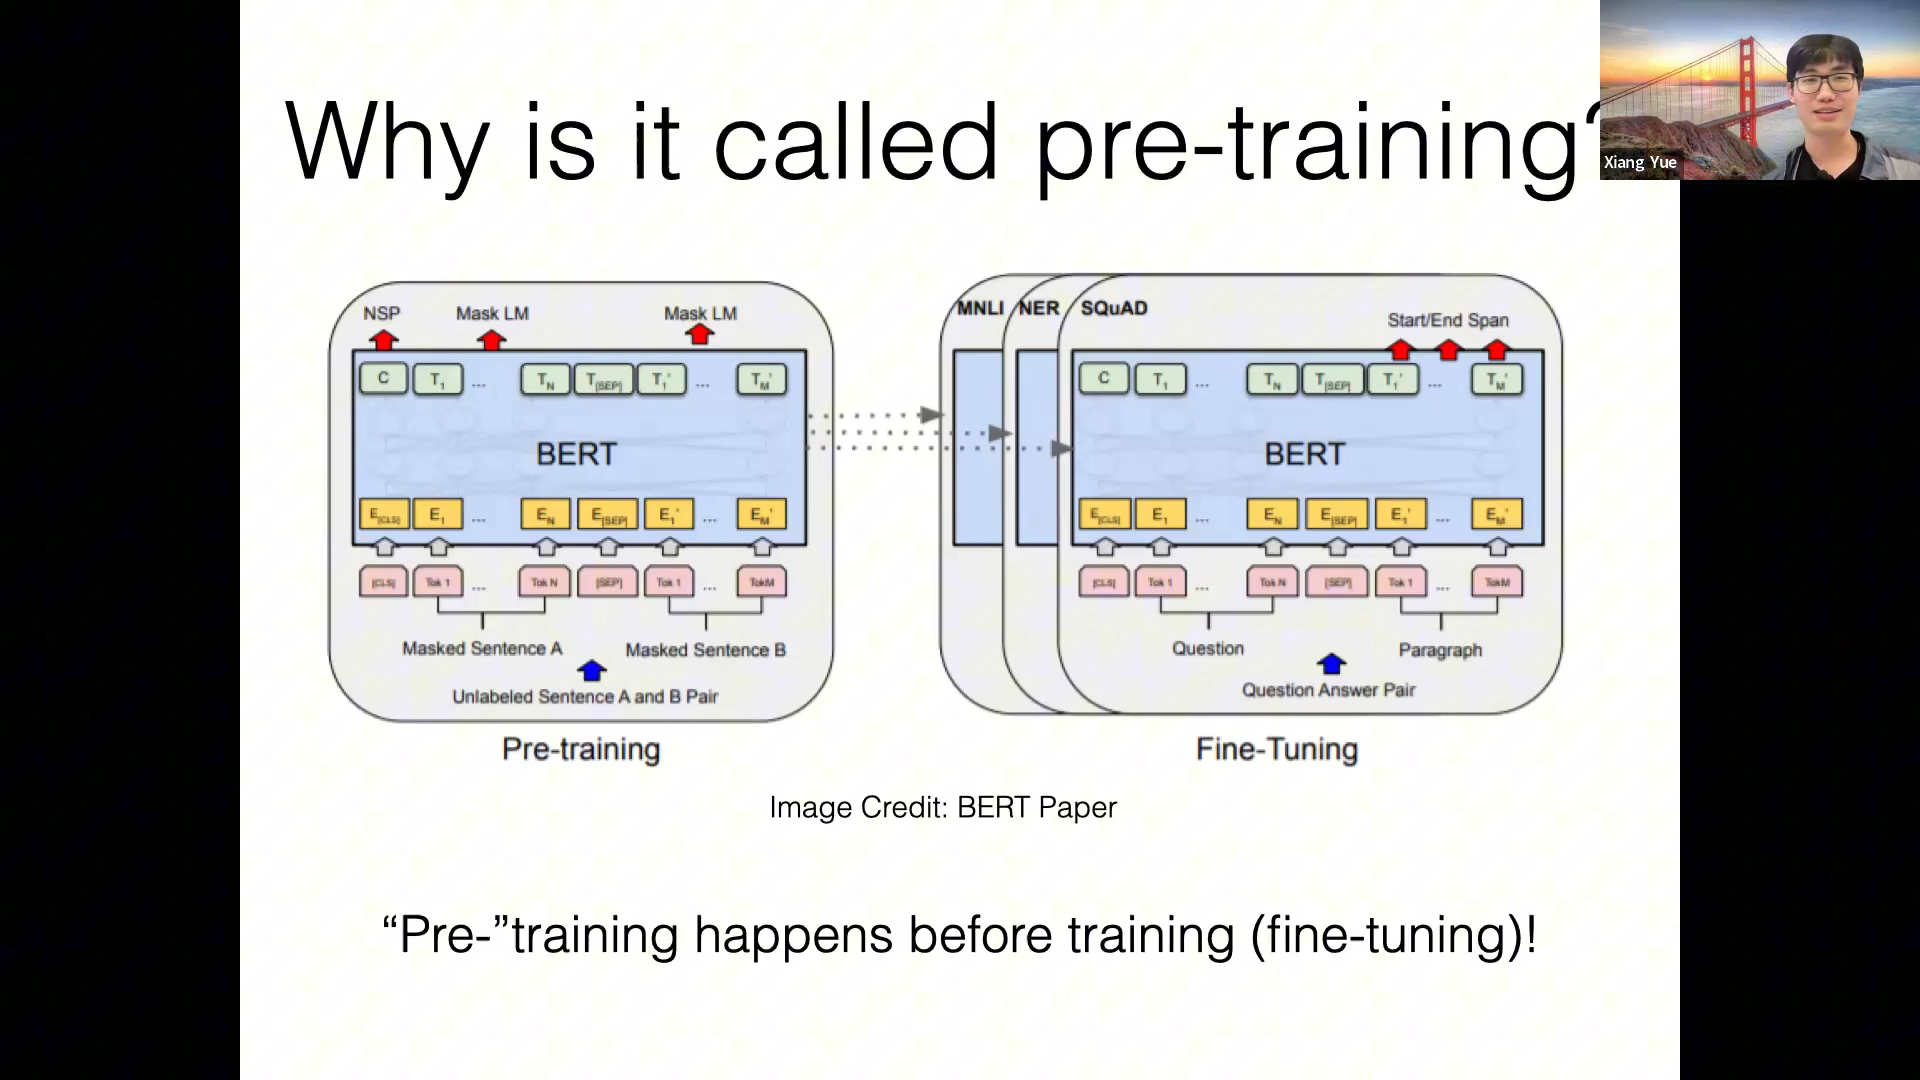 Why is it called pre-training?
Xiang Yue
NSP Mask LM Mask LM
C T1 ... TN T[SEP] T1' ... TM'
BERT
E[CLS] E1 ... EN E[SEP] E1' ... EM'
[CLS] Tok 1 ... Tok N [SEP] Tok 1 ... TokM
Masked Sentence A Masked Sentence B
Unlabeled Sentence A and B Pair
Pre-training
MNLI NER SQuAD
Start/End Span
C T1 ... TN T[SEP] T1' ... TM'
BERT
E[CLS] E1 ... EN E[SEP] E1' ... EM'
[CLS] Tok 1 ... Tok N [SEP] Tok 1 ... TokM
Question Paragraph
Question Answer Pair
Fine-Tuning
Image Credit: BERT Paper
“Pre-”training happens before training (fine-tuning)!